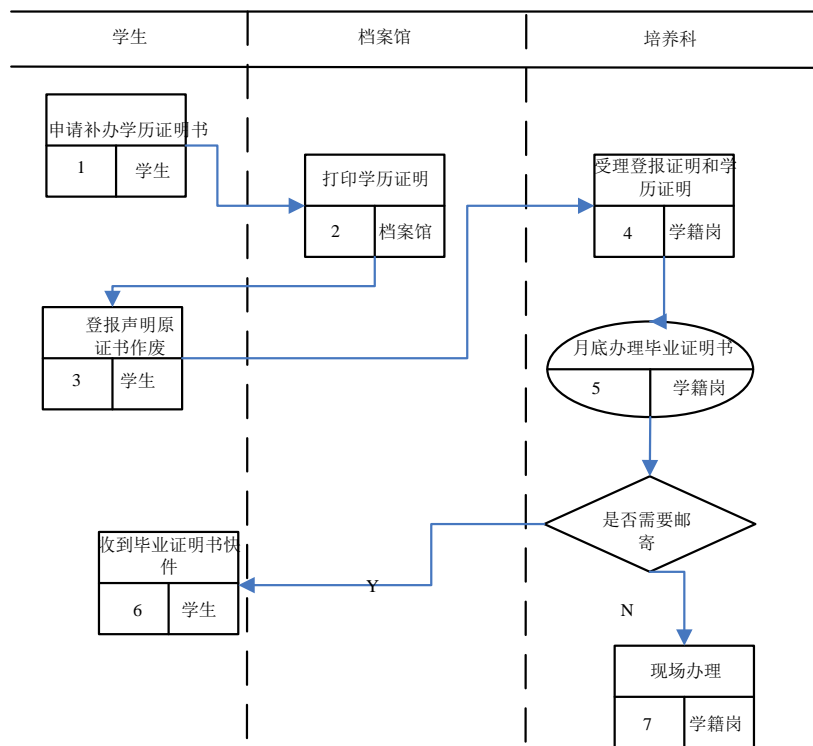 学生
档案馆
培养科
申请补办学历证明书
1
学生
打印学历证明
2
档案馆
受理登报证明和学
历证明
4
学籍岗
登报声明原
证书作废
3
学生
月底办理毕业证明书
5
学籍岗
是否需要邮
寄
收到毕业证明书快
件
6
学生
Y
N
现场办理
7
学籍岗